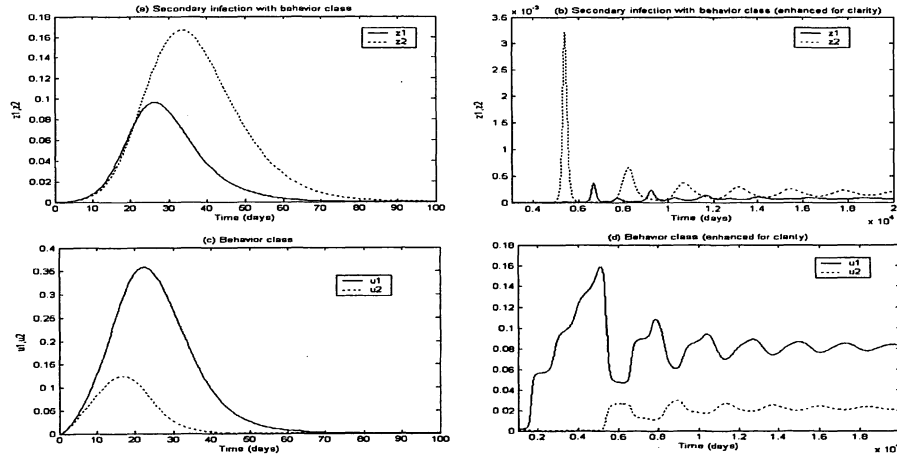 (a) Secondary infection with behavior class
z1
z2
z1,z2
0.18
0.16
0.12
0.08
0.04
0.02
0
0 10 20 30 40 50 60 70 80 90 100
Time (days)
(b) Secondary infection with behavior class (enhanced for clarity)
x 10⁻³
z1
z2
z1,z2
3.5
3
2.5
2
1.5
1
0.5
0
0.4 0.6 0.8 1 1.2 1.4 1.6 1.8 20
Time (days)
x 10⁴
(c) Behavior class
u1
u2
u1,u2
0.4
0.35
0.3
0.25
0.2
0.15
0.1
0.05
0
0 10 20 30 40 50 60 70 80 90 100
Time (days)
(d) Behavior class (enhanced for clarity)
u1
u2
0.18
0.16
0.14
0.12
0.1
0.08
0.06
0.04
0.02
0
0.2 0.4 0.6 0.8 1 1.2 1.4 1.6 1.8
Time (days)